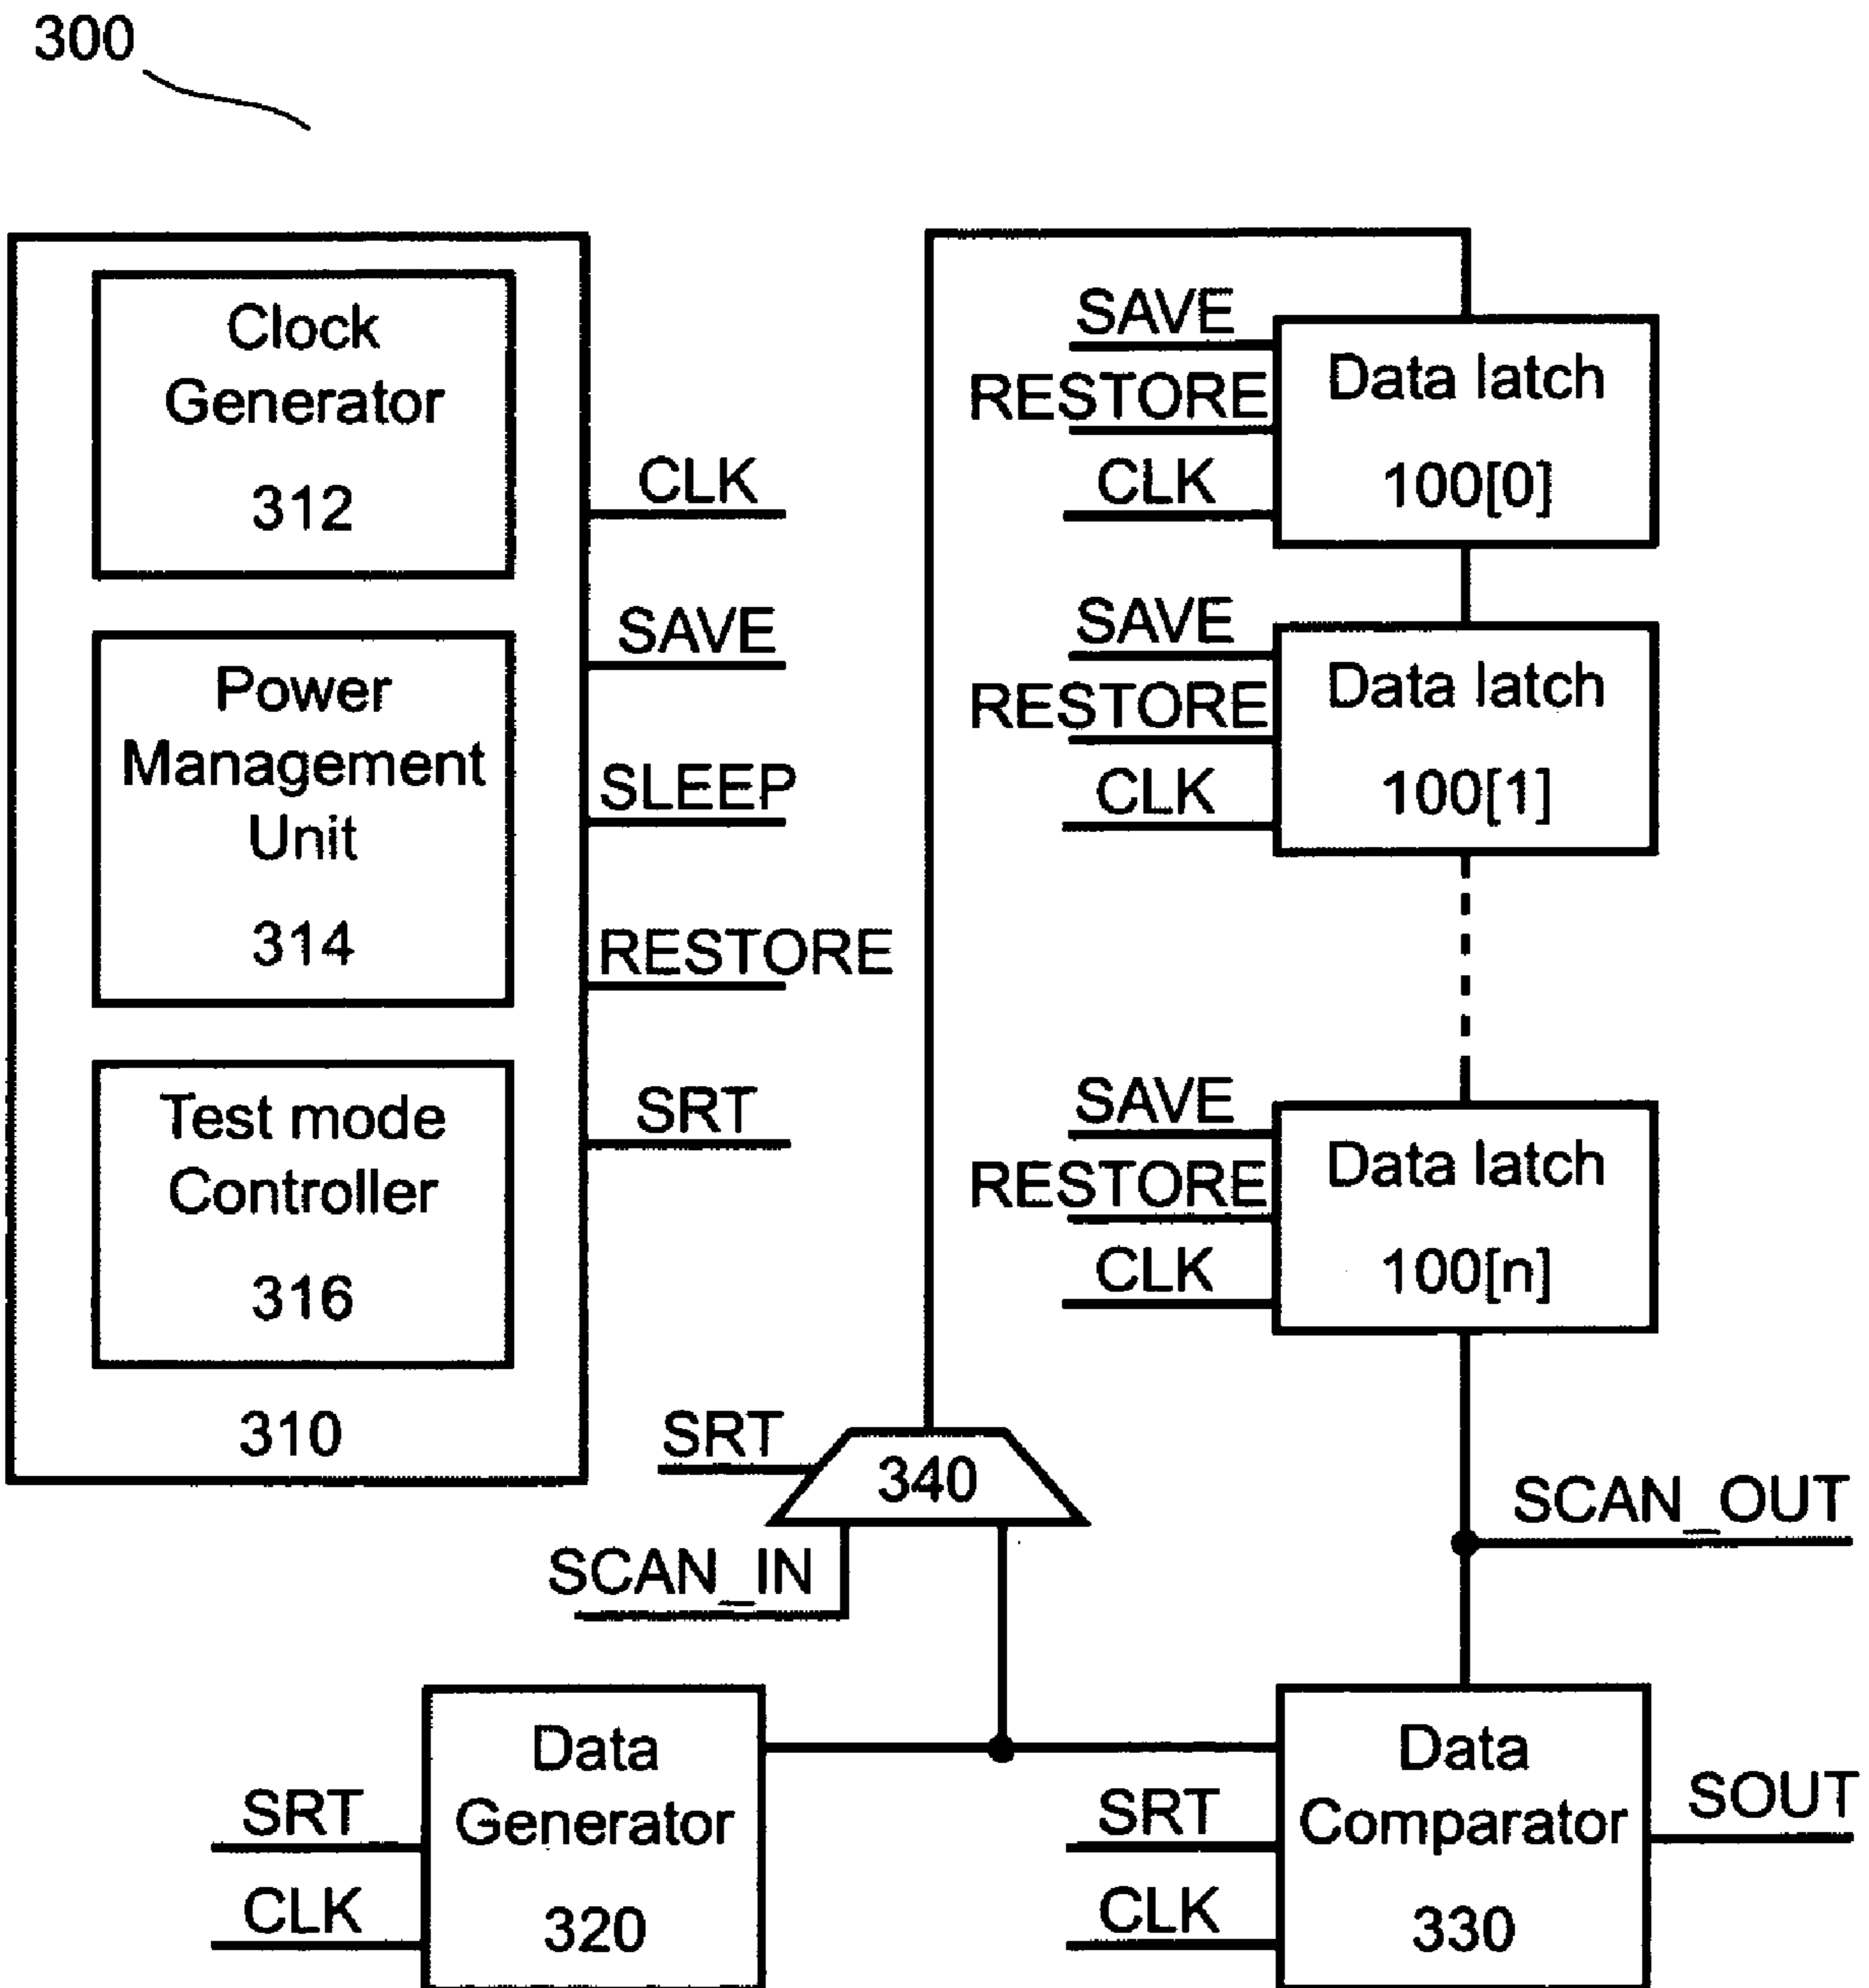 300
Clock
Generator
312
Power
Management
Unit
314
Test mode
Controller
316
310
CLK
SAVE
SLEEP
RESTORE
SRT
SAVE
RESTORE
CLK
Data latch
100[0]
SAVE
RESTORE
CLK
Data latch
100[1]
SAVE
RESTORE
CLK
Data latch
100[n]
SRT
340
SCAN_IN
SCAN_OUT
SRT
CLK
Data
Generator
320
SRT
CLK
Data
Comparator
330
SOUT